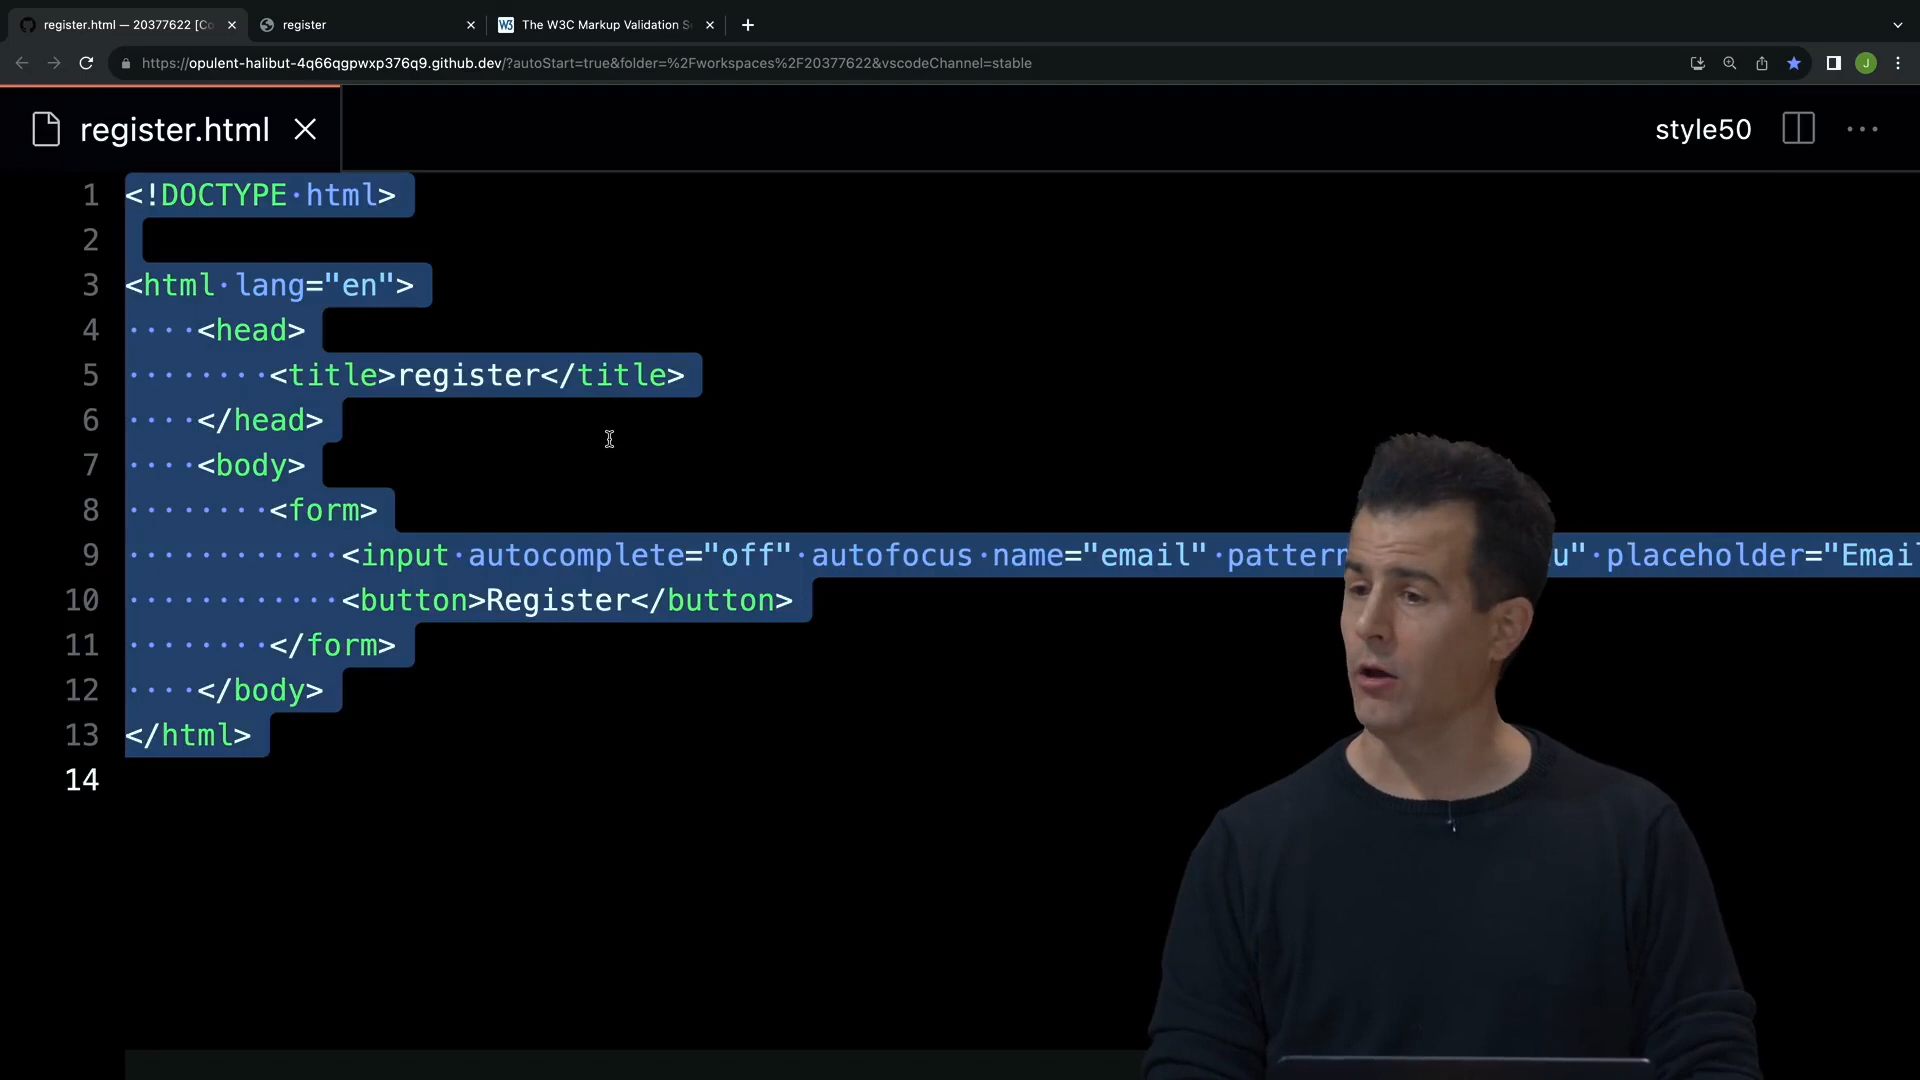 register.html — 20377622 [Co
register
The W3C Markup Validation S
https://opulent-halibut-4q66qgpwxp376q9.github.dev/?autoStart=true&folder=%2Fworkspaces%2F20377622&vscodeChannel=stable
J
register.html
style50
1 <!DOCTYPE·html>
2
3 <html·lang="en">
4 ····<head>
5 ········<title>register</title>
6 ····</head>
7 ····<body>
8 ········<form>
9 ············<input·autocomplete="off"·autofocus·name="email"·pattern u"·placeholder="Emai
10 ············<button>Register</button>
11 ········</form>
12 ····</body>
13 </html>
14